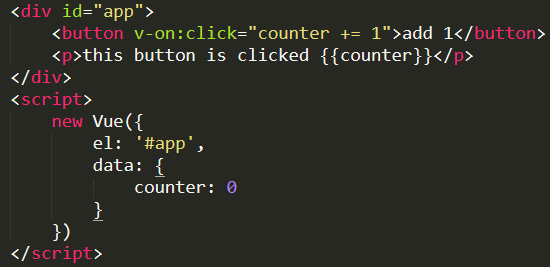 <div id="app">
    <button v-on:click="counter += 1">add 1</button>
    <p>this button is clicked {{counter}}</p>
</div>
<script>
    new Vue({
        el: '#app',
        data: {
            counter: 0
        }
    })
</script>